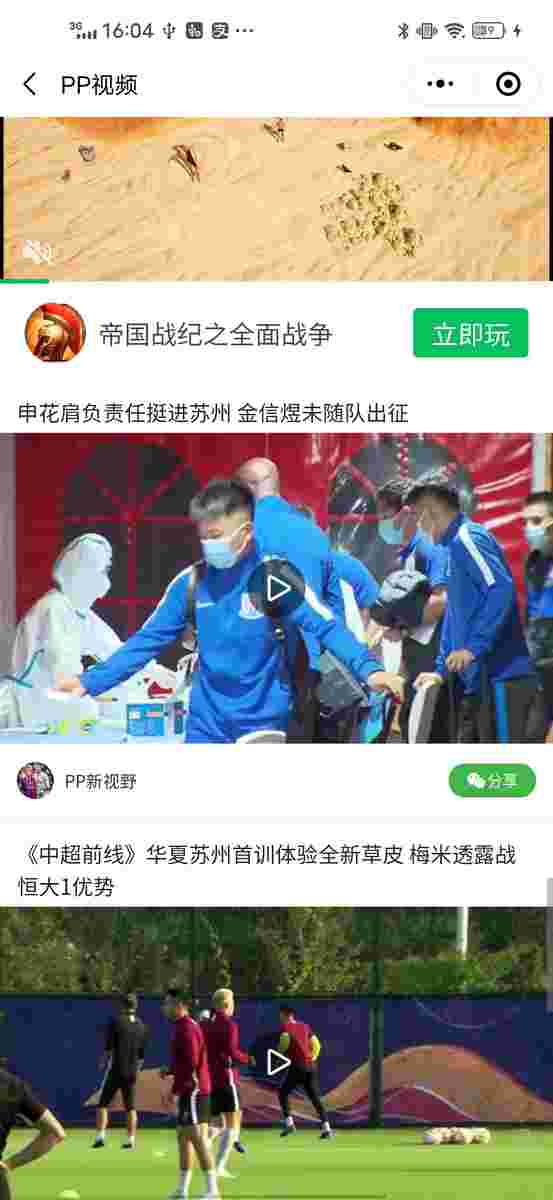 3G 16:04
PP视频
帝国战纪之全面战争
立即玩
申花肩负责任挺进苏州 金信煜未随队出征
PP新视野
分享
《中超前线》华夏苏州首训体验全新草皮 梅米透露战
恒大1优势